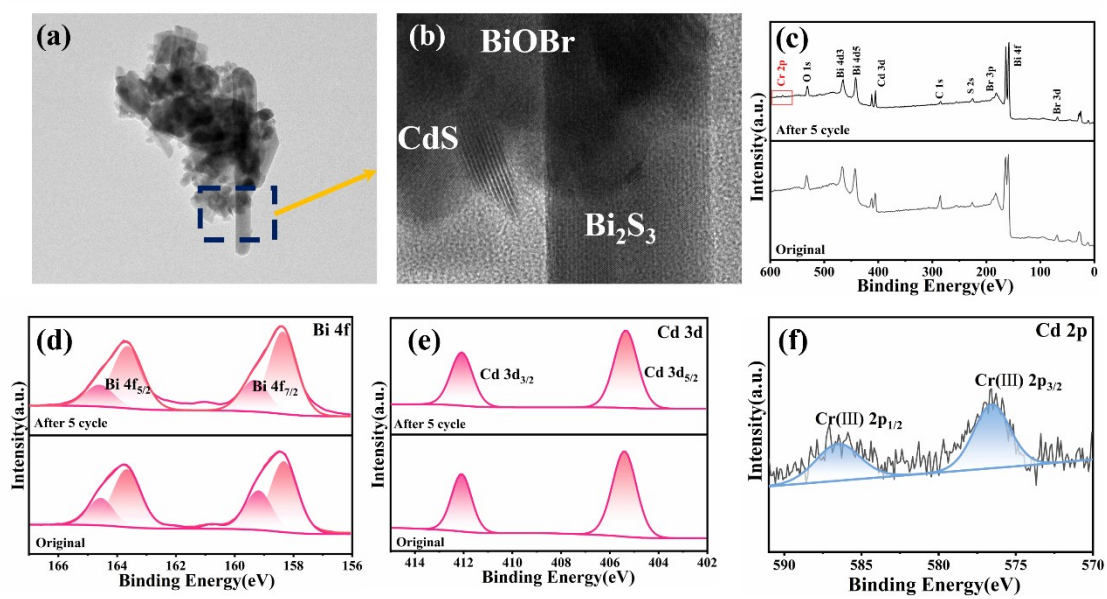 (a)
(b)
BiOBr
CdS
Bi₂S₃
(c)
Cr 2p
O 1s
Bi 4d3
Bi 4d5
Cd 3d
C 1s
S 2s
Br 3p
Bi 4f
Br 3d
After 5 cycle
Original
Intensity(a.u.)
600 500 400 300 200 100 0
Binding Energy(eV)
(d)
Bi 4f
Bi 4f5/2
Bi 4f7/2
After 5 cycle
Original
Intensity(a.u.)
166 164 162 160 158 156
Binding Energy(eV)
(e)
Cd 3d
Cd 3d3/2
Cd 3d5/2
After 5 cycle
Original
Intensity(a.u.)
414 412 410 408 406 404 402
Binding Energy(eV)
(f)
Cd 2p
Cr(III) 2p3/2
Cr(III) 2p1/2
Intensity(a.u.)
590 585 580 575 570
Binding Energy(eV)